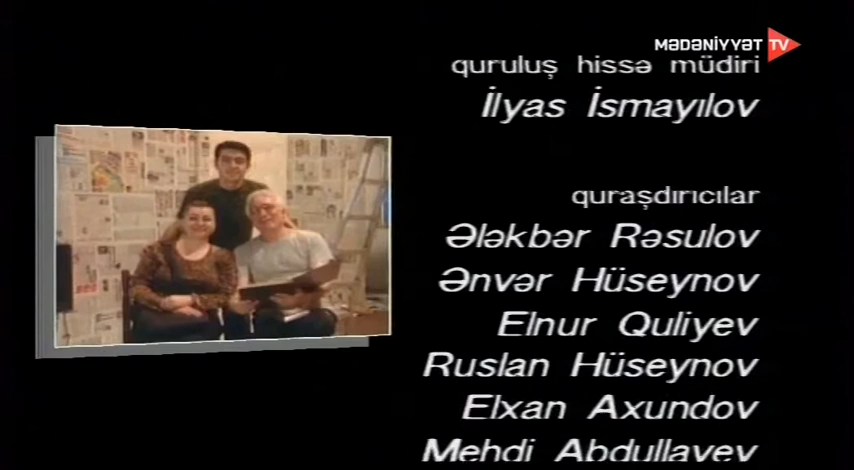 MƏDƏNİYYƏT TV
quruluş hissə müdiri
İlyas İsmayılov
quraşdırıcılar
Ələkbər Rəsulov
Ənvər Hüseynov
Elnur Quliyev
Ruslan Hüseynov
Elxan Axundov
Mehdi Abdullayev